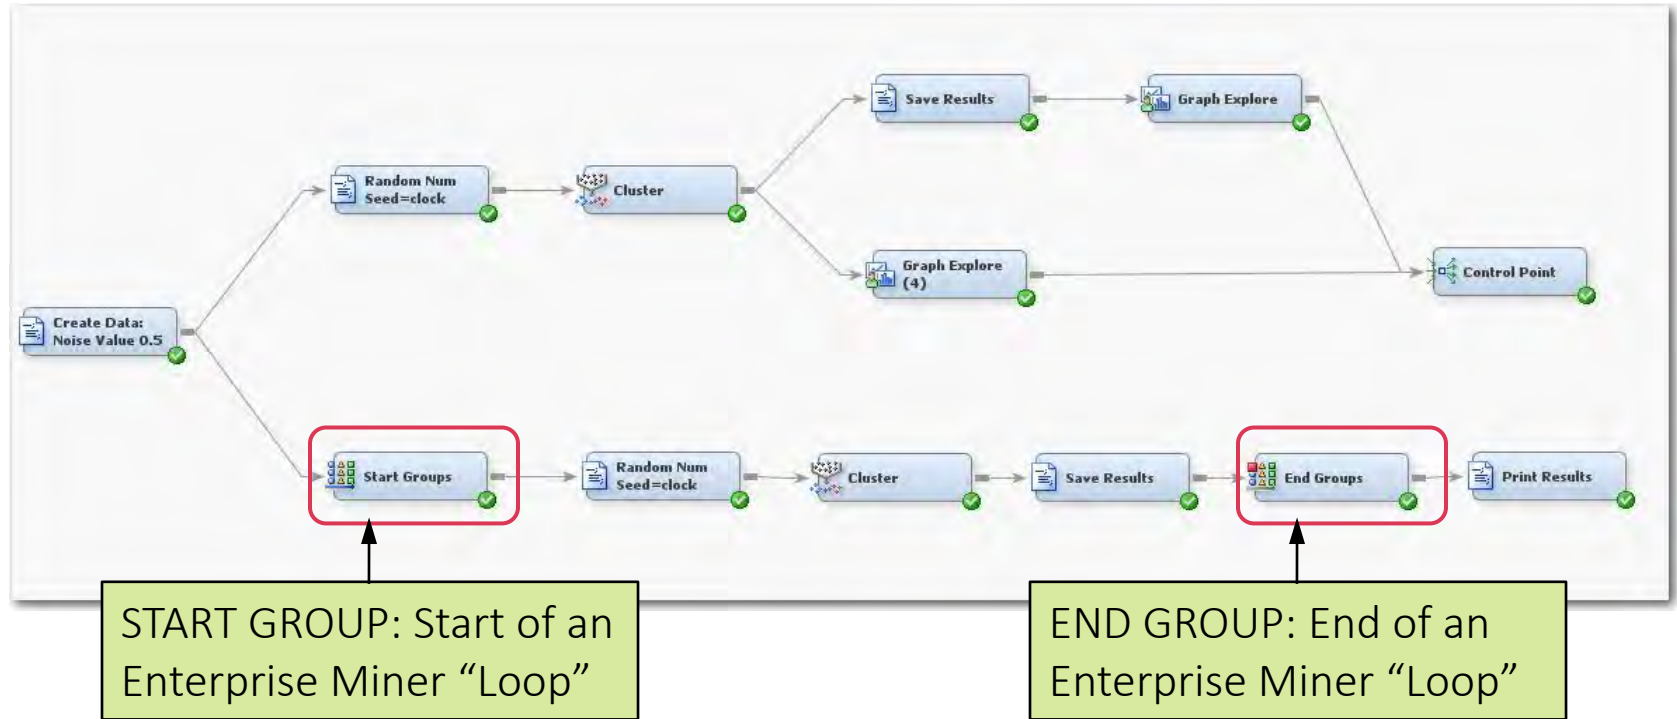 Save Results
Graph Explore
Random Num
Seed=clock
Cluster
Graph Explore
(4)
Control Point
Create Data:
Noise Value 0.5
Start Groups
Random Num
Seed=clock
Cluster
Save Results
End Groups
Print Results
START GROUP: Start of an
Enterprise Miner “Loop”
END GROUP: End of an
Enterprise Miner “Loop”